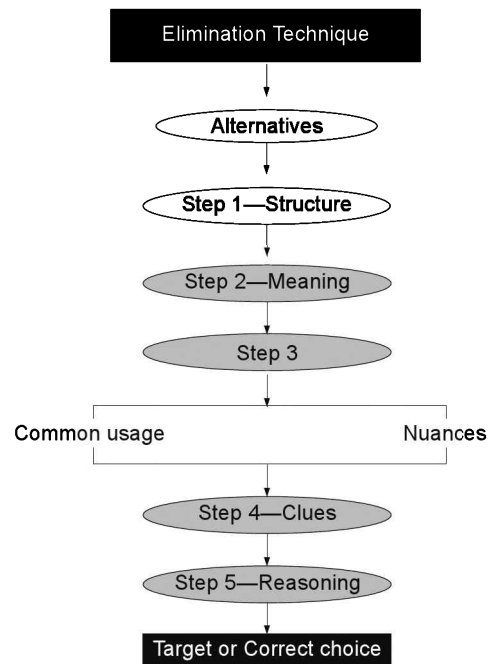 Elimination Technique
Alternatives
Step 1—Structure
Step 2—Meaning
Step 3
Common usage
Nuances
Step 4—Clues
Step 5—Reasoning
Target or Correct choice